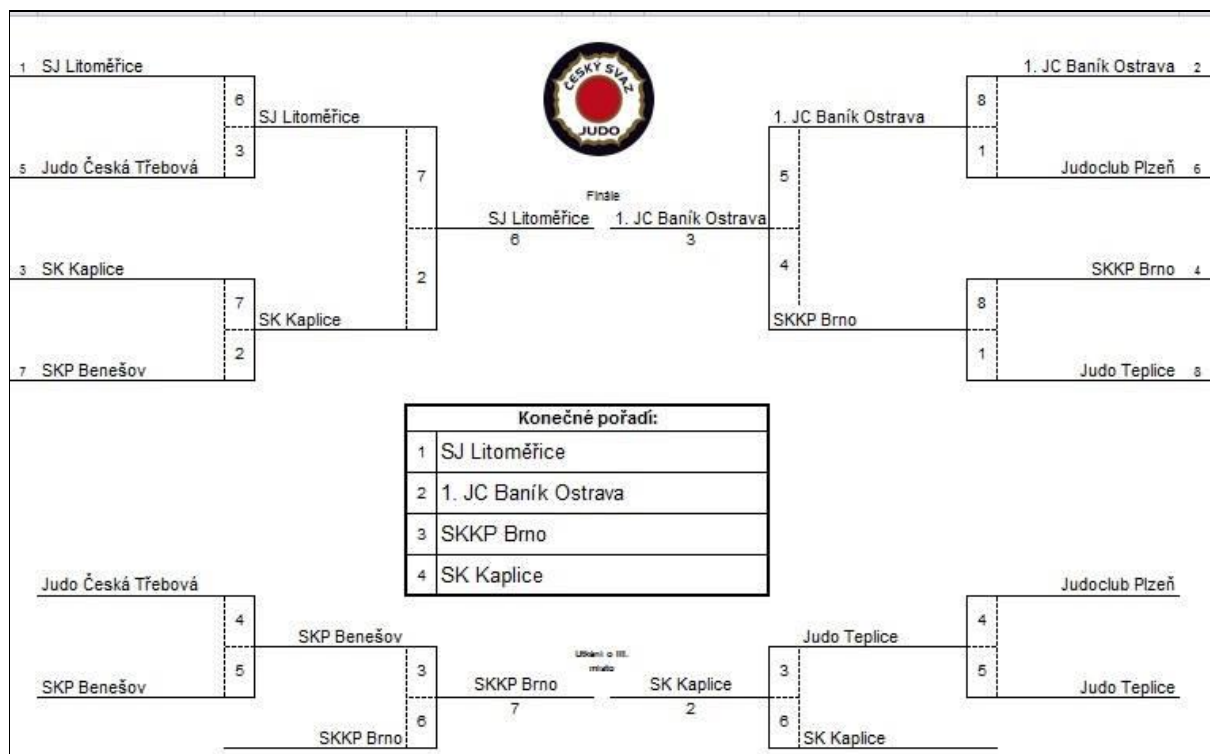 1 SJ Litoměřice
1. JC Baník Ostrava 2
ČESKÝ SVAZ
JUDO
6
8
SJ Litoměřice
1. JC Baník Ostrava
3
1
5 Judo Česká Třebová
Judoclub Plzeň 6
7
5
Finále
SJ Litoměřice
1. JC Baník Ostrava
6
3
3 SK Kaplice
SKKP Brno 4
2
4
7
8
SK Kaplice
SKKP Brno
2
1
7 SKP Benešov
Judo Teplice 8
Konečné pořadí:
1 SJ Litoměřice
2 1. JC Baník Ostrava
3 SKKP Brno
4 SK Kaplice
Judo Česká Třebová
Judoclub Plzeň
4
4
SKP Benešov
Judo Teplice
Utkání o III.
místo
5
5
3
3
SKP Benešov
Judo Teplice
SKKP Brno
SK Kaplice
7
2
6
6
SKKP Brno
SK Kaplice